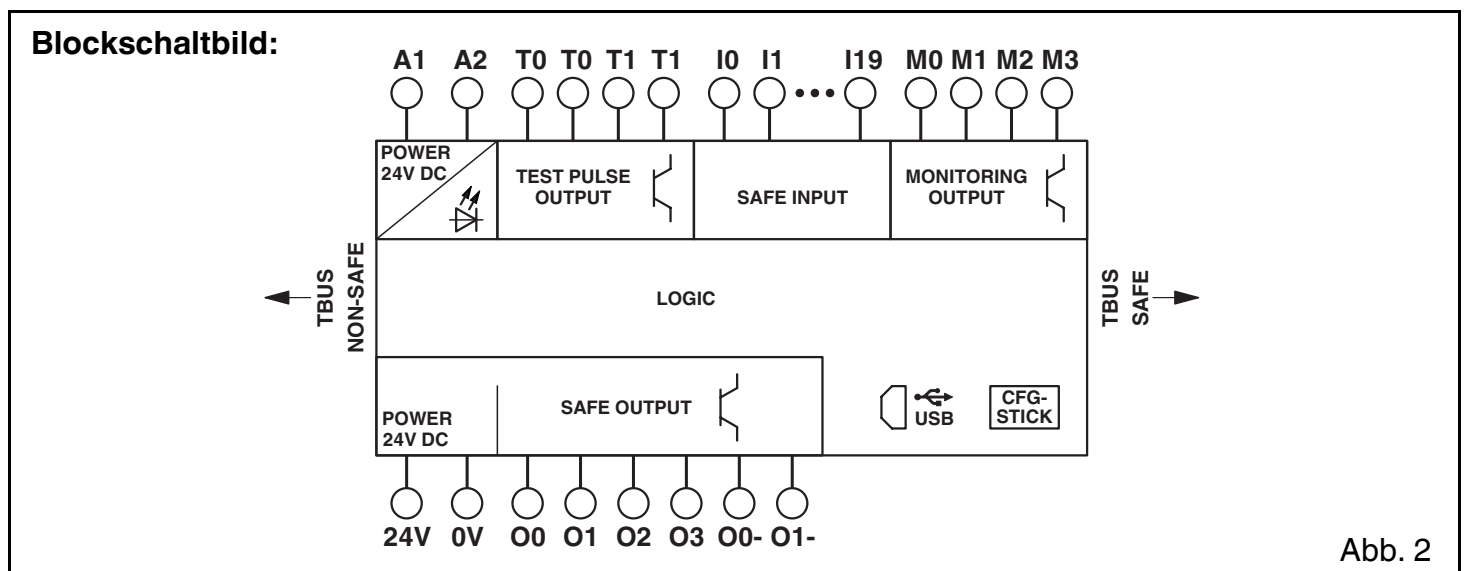 Blockschaltbild:
A1 A2 T0 T0 T1 T1 I0 I1 I19 M0 M1 M2 M3
POWER
24V DC
TEST PULSE
OUTPUT
SAFE INPUT
MONITORING
OUTPUT
TBUS
NON-SAFE
LOGIC
TBUS
SAFE
POWER
24V DC
SAFE OUTPUT
USB
CFG-
STICK
24V 0V O0 O1 O2 O3 O0- O1-
Abb. 2